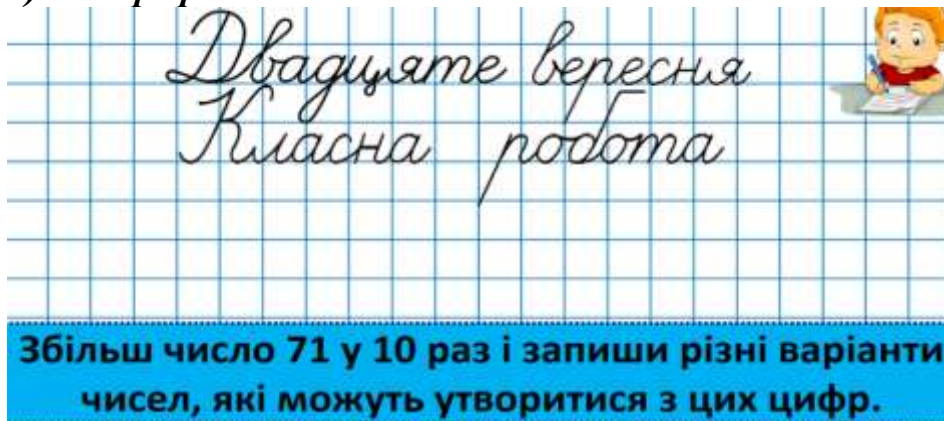 Двадцяте вересня
Класна робота
Збільш число 71 у 10 раз і запиши різні варіанти
чисел, які можуть утворитися з цих цифр.